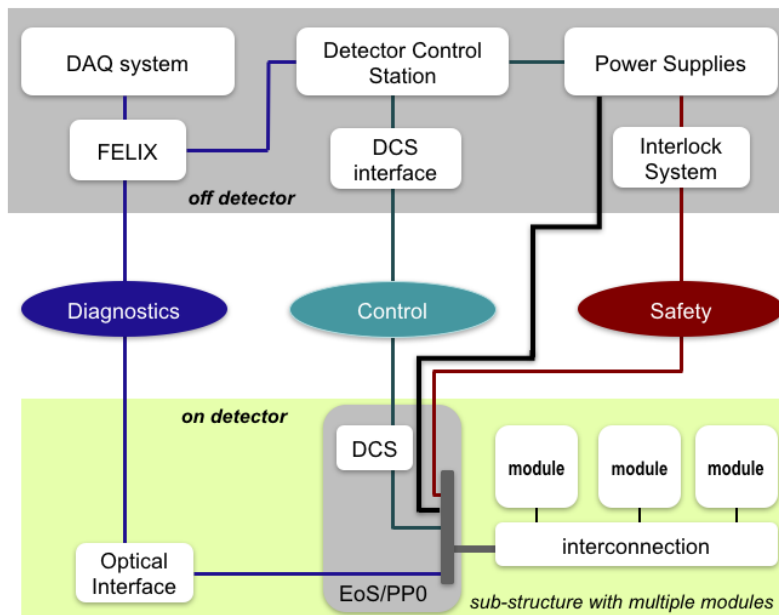 DAQ system
Detector Control
Station
Power Supplies
FELIX
DCS
interface
Interlock
System
off detector
Diagnostics
Control
Safety
on detector
DCS
module
module
module
interconnection
Optical
Interface
EoS/PP0
sub-structure with multiple modules